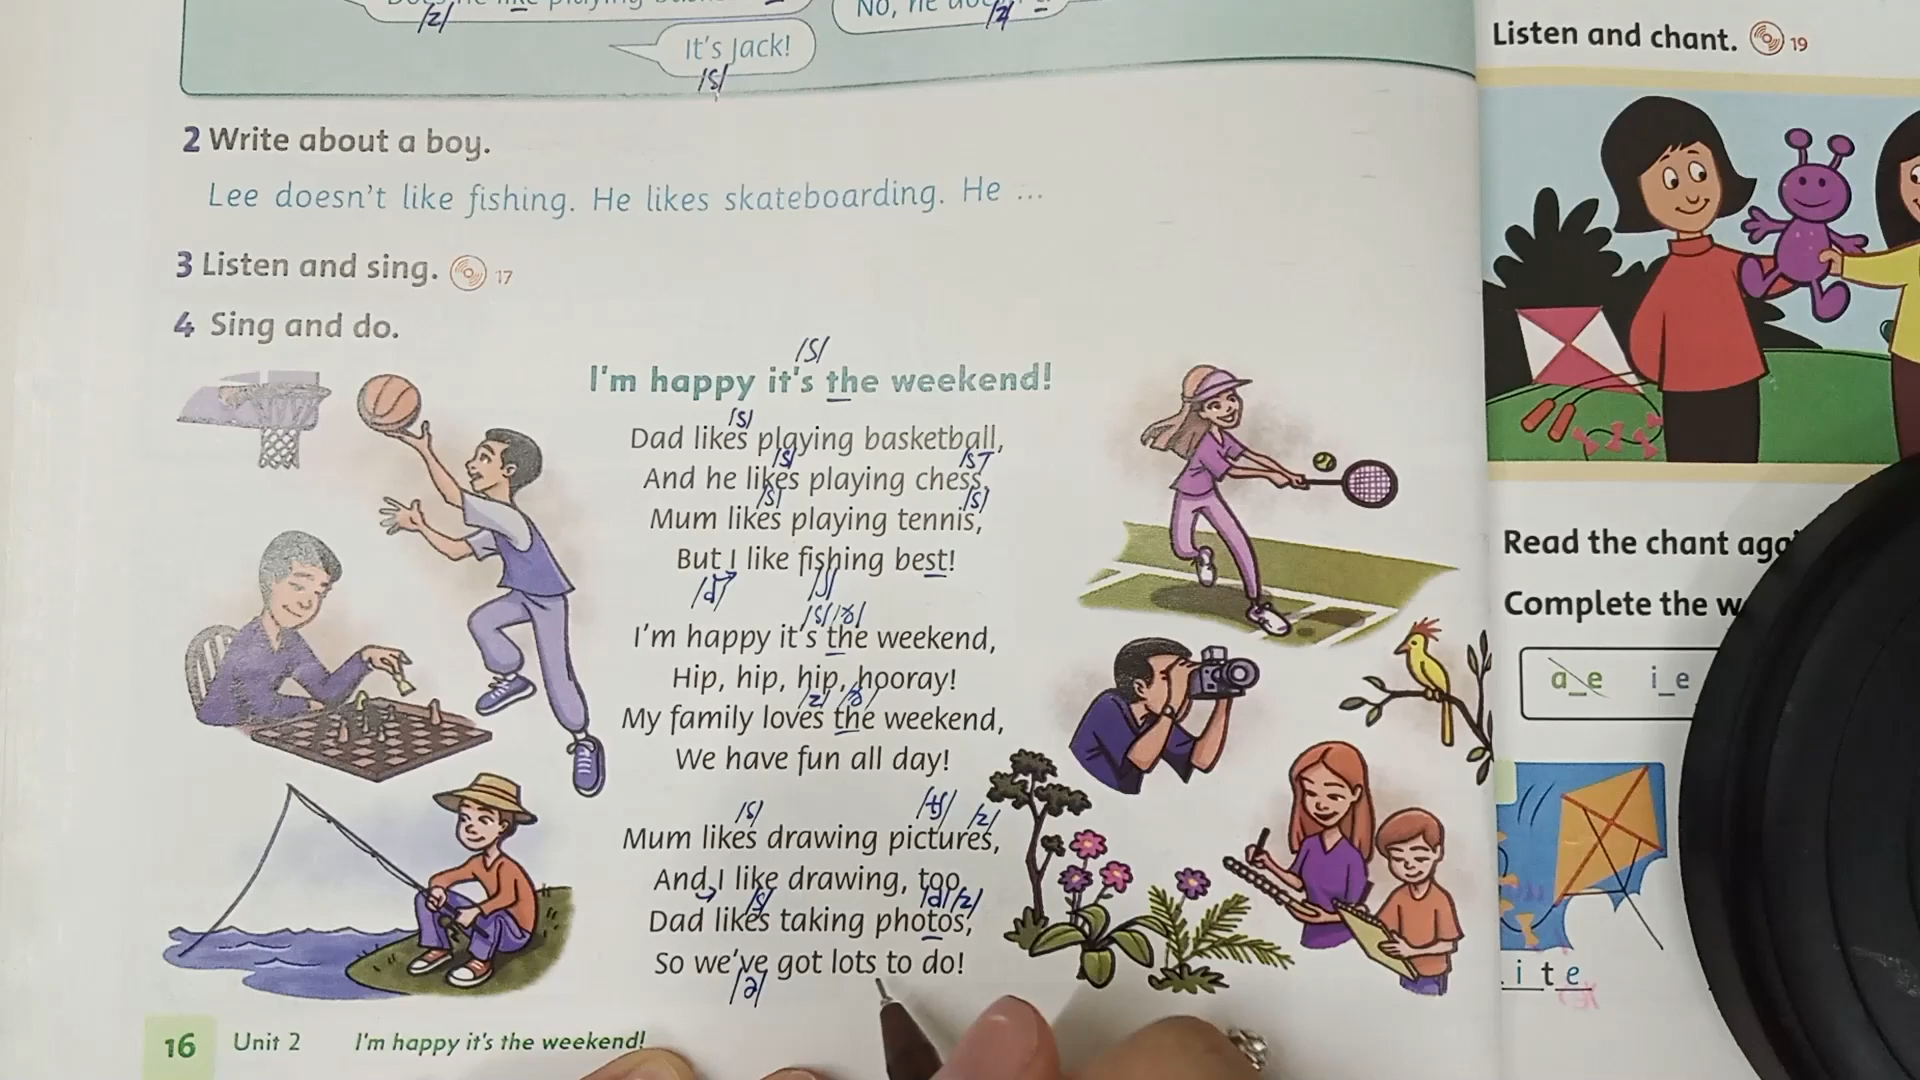 /z/
/z/
It's Jack!
/s/
2 Write about a boy.
Lee doesn't like fishing. He likes skateboarding. He ...
3 Listen and sing. 17
4 Sing and do.
/s/
I'm happy it's the weekend!
/s/
Dad likes playing basketball,
/s/
And he likes playing chess,
/s/ /s/
Mum likes playing tennis,
But I like fishing best!
/ʃ/
/s/ /ð/
I'm happy it's the weekend,
Hip, hip, hip, hooray!
/z/ /ð/
My family loves the weekend,
We have fun all day!
/s/ /tʃ/ /z/
Mum likes drawing pictures,
And I like drawing, too,
/s/ /z/
Dad likes taking photos,
So we've got lots to do!
/ə/
16 Unit 2 I'm happy it's the weekend!
Listen and chant. 19
Read the chant
Complete the
a_e i_e
i t e